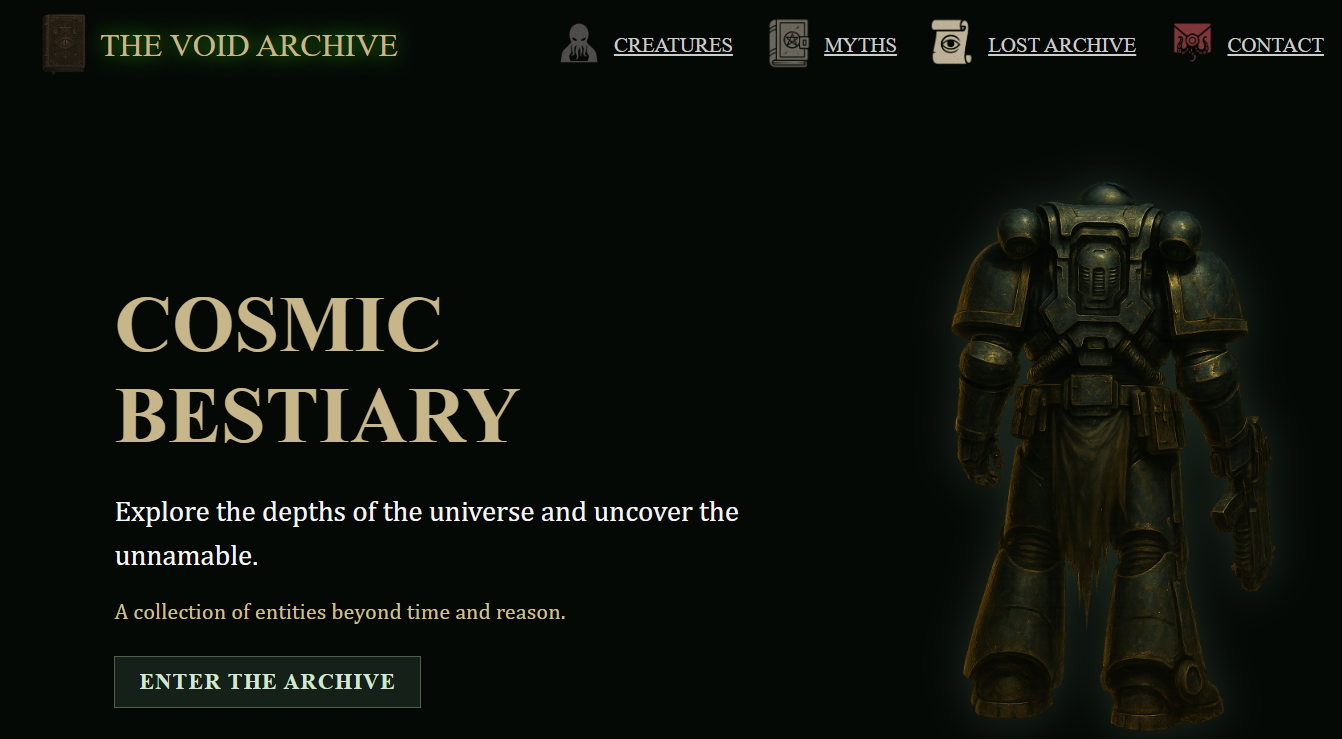 THE VOID ARCHIVE
CREATURES
MYTHS
LOST ARCHIVE
CONTACT
COSMIC
BESTIARY
Explore the depths of the universe and uncover the
unnamable.
A collection of entities beyond time and reason.
ENTER THE ARCHIVE